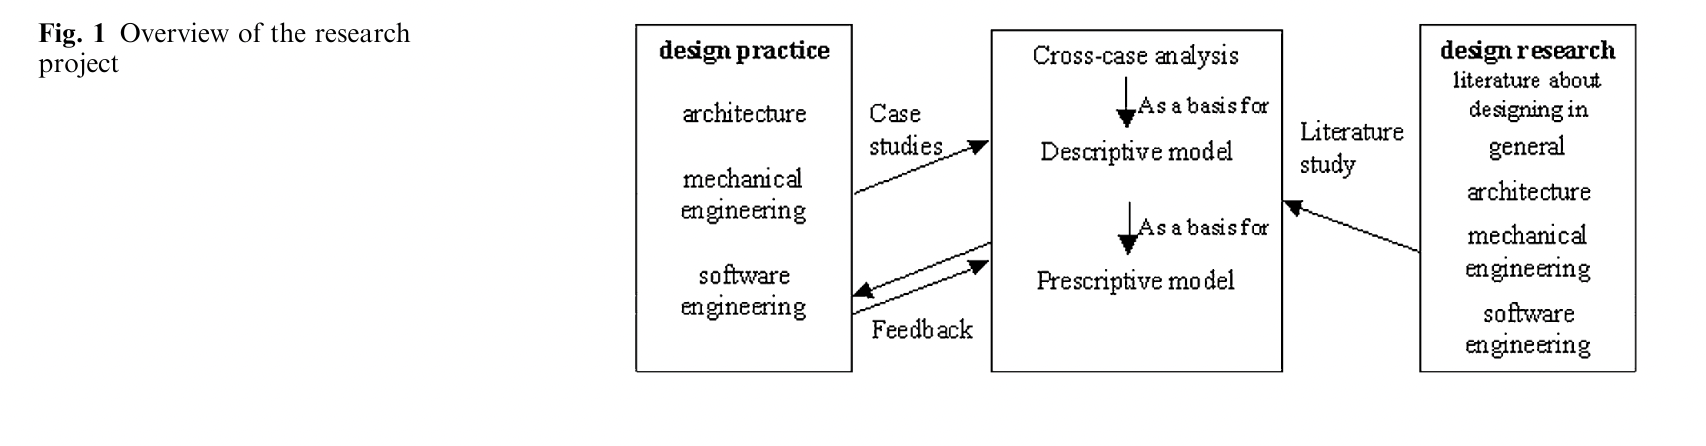 Fig. 1 Overview of the research
project
design practice
architecture
mechanical
engineering
software
engineering
Case
studies
Feedback
Cross-case analysis
As a basis for
Descriptive model
As a basis for
Prescriptive model
Literature
study
design research
literature about
designing in
general
architecture
mechanical
engineering
software
engineering